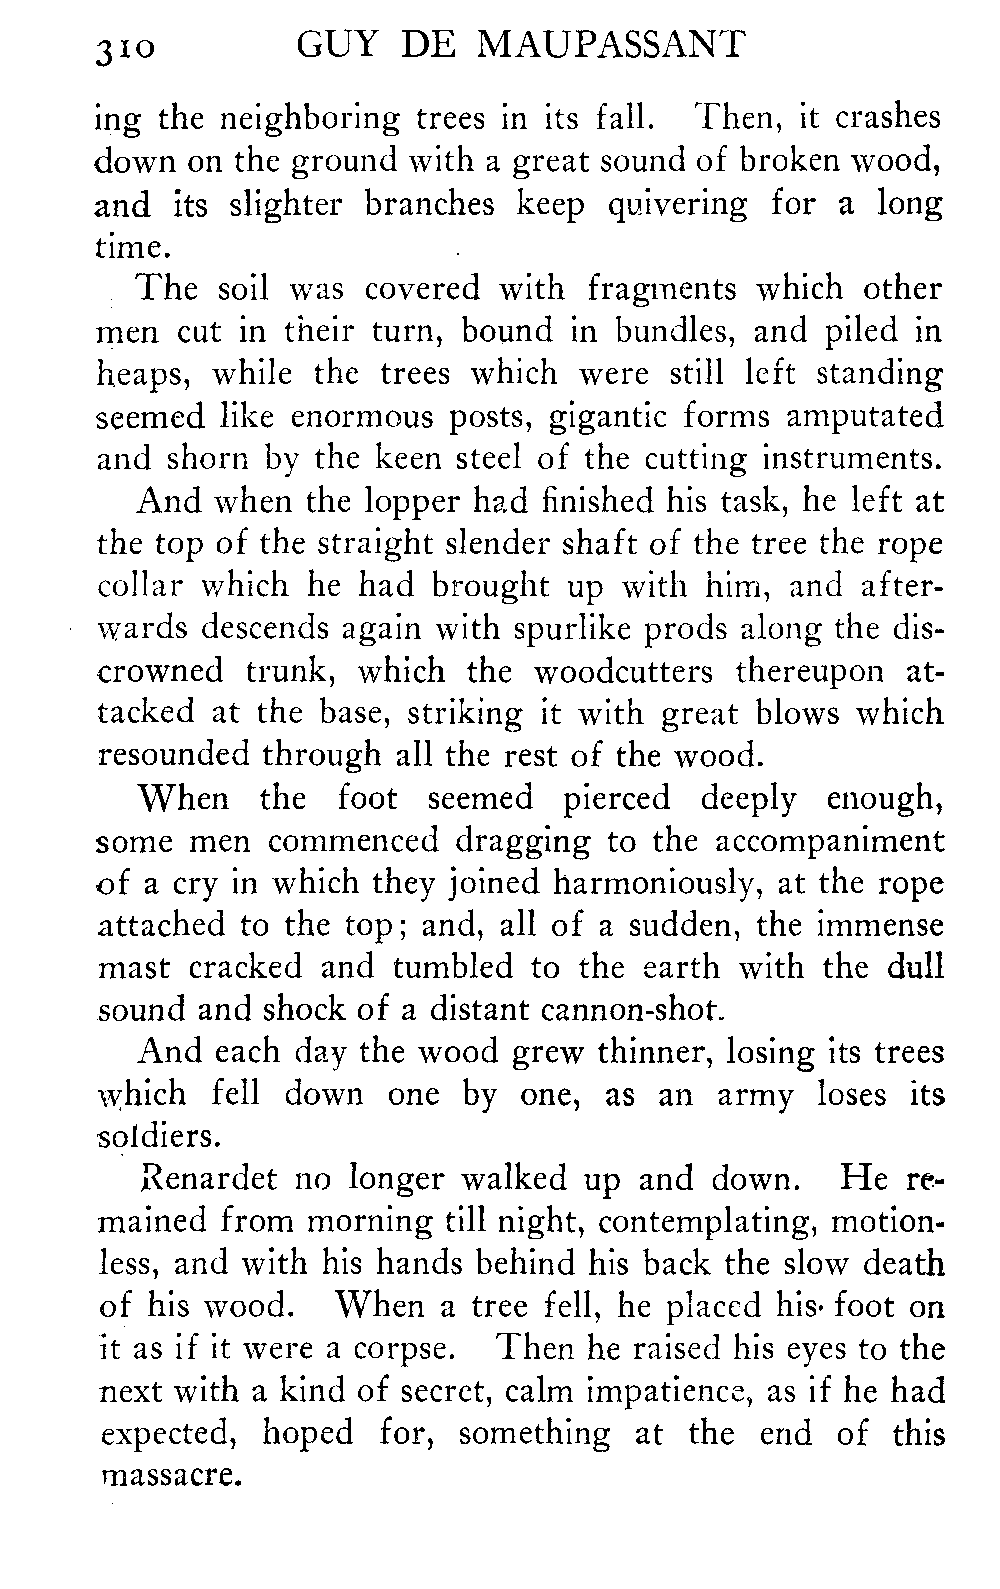 310 GUY DE MAUPASSANT
ing the neighboring trees in its fall. Then, it crashes
down on the ground with a great sound of broken wood,
and its slighter branches keep quivering for a long
time.
The soil was covered with fragments which other
men cut in their turn, bound in bundles, and piled in
heaps, while the trees which were still left standing
seemed like enormous posts, gigantic forms amputated
and shorn by the keen steel of the cutting instruments.
And when the lopper had finished his task, he left at
the top of the straight slender shaft of the tree the rope
collar which he had brought up with him, and after-
wards descends again with spurlike prods along the dis-
crowned trunk, which the woodcutters thereupon at-
tacked at the base, striking it with great blows which
resounded through all the rest of the wood.
When the foot seemed pierced deeply enough,
some men commenced dragging to the accompaniment
of a cry in which they joined harmoniously, at the rope
attached to the top; and, all of a sudden, the immense
mast cracked and tumbled to the earth with the dull
sound and shock of a distant cannon-shot.
And each day the wood grew thinner, losing its trees
which fell down one by one, as an army loses its
soldiers.
Renardet no longer walked up and down. He re-
mained from morning till night, contemplating, motion-
less, and with his hands behind his back the slow death
of his wood. When a tree fell, he placed his foot on
it as if it were a corpse. Then he raised his eyes to the
next with a kind of secret, calm impatience, as if he had
expected, hoped for, something at the end of this
massacre.